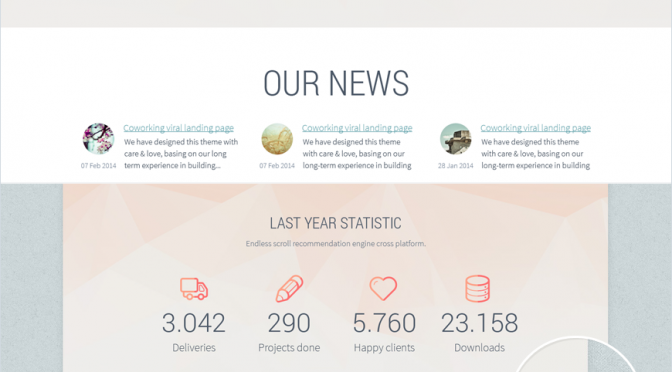 OUR NEWS
Coworking viral landing page
We have designed this theme with
care & love, basing on our long
term experience in building...
07 Feb 2014
Coworking viral landing page
We have designed this theme
with care & love, basing on our
long-term experience in building
07 Feb 2014
Coworking viral landing page
We have designed this theme
with care & love, basing on our
long-term experience in building
28 Jan 2014
LAST YEAR STATISTIC
Endless scroll recommendation engine cross platform.
3.042
Deliveries
290
Projects done
5.760
Happy clients
23.158
Downloads